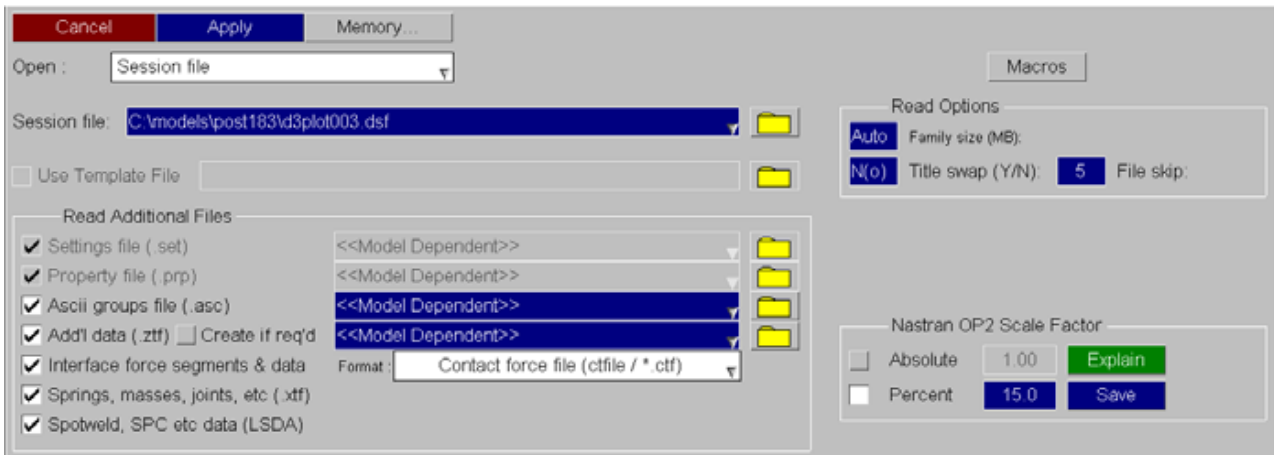 Cancel Apply Memory...
Open : Session file
Macros
Session file: C:\models\post183\d3plot003.dsf
Read Options
Auto Family size (MB):
Use Template File
N(o) Title swap (Y/N): 5 File skip:
Read Additional Files
Settings file (.set) <<Model Dependent>>
Property file (.prp) <<Model Dependent>>
Ascii groups file (.asc) <<Model Dependent>>
Add'l data (.ztf) Create if req'd <<Model Dependent>>
Interface force segments & data Format : Contact force file (ctfile / *.ctf)
Springs, masses, joints, etc (.xtf)
Spotweld, SPC etc data (LSDA)
Nastran OP2 Scale Factor
Absolute 1.00 Explain
Percent 15.0 Save